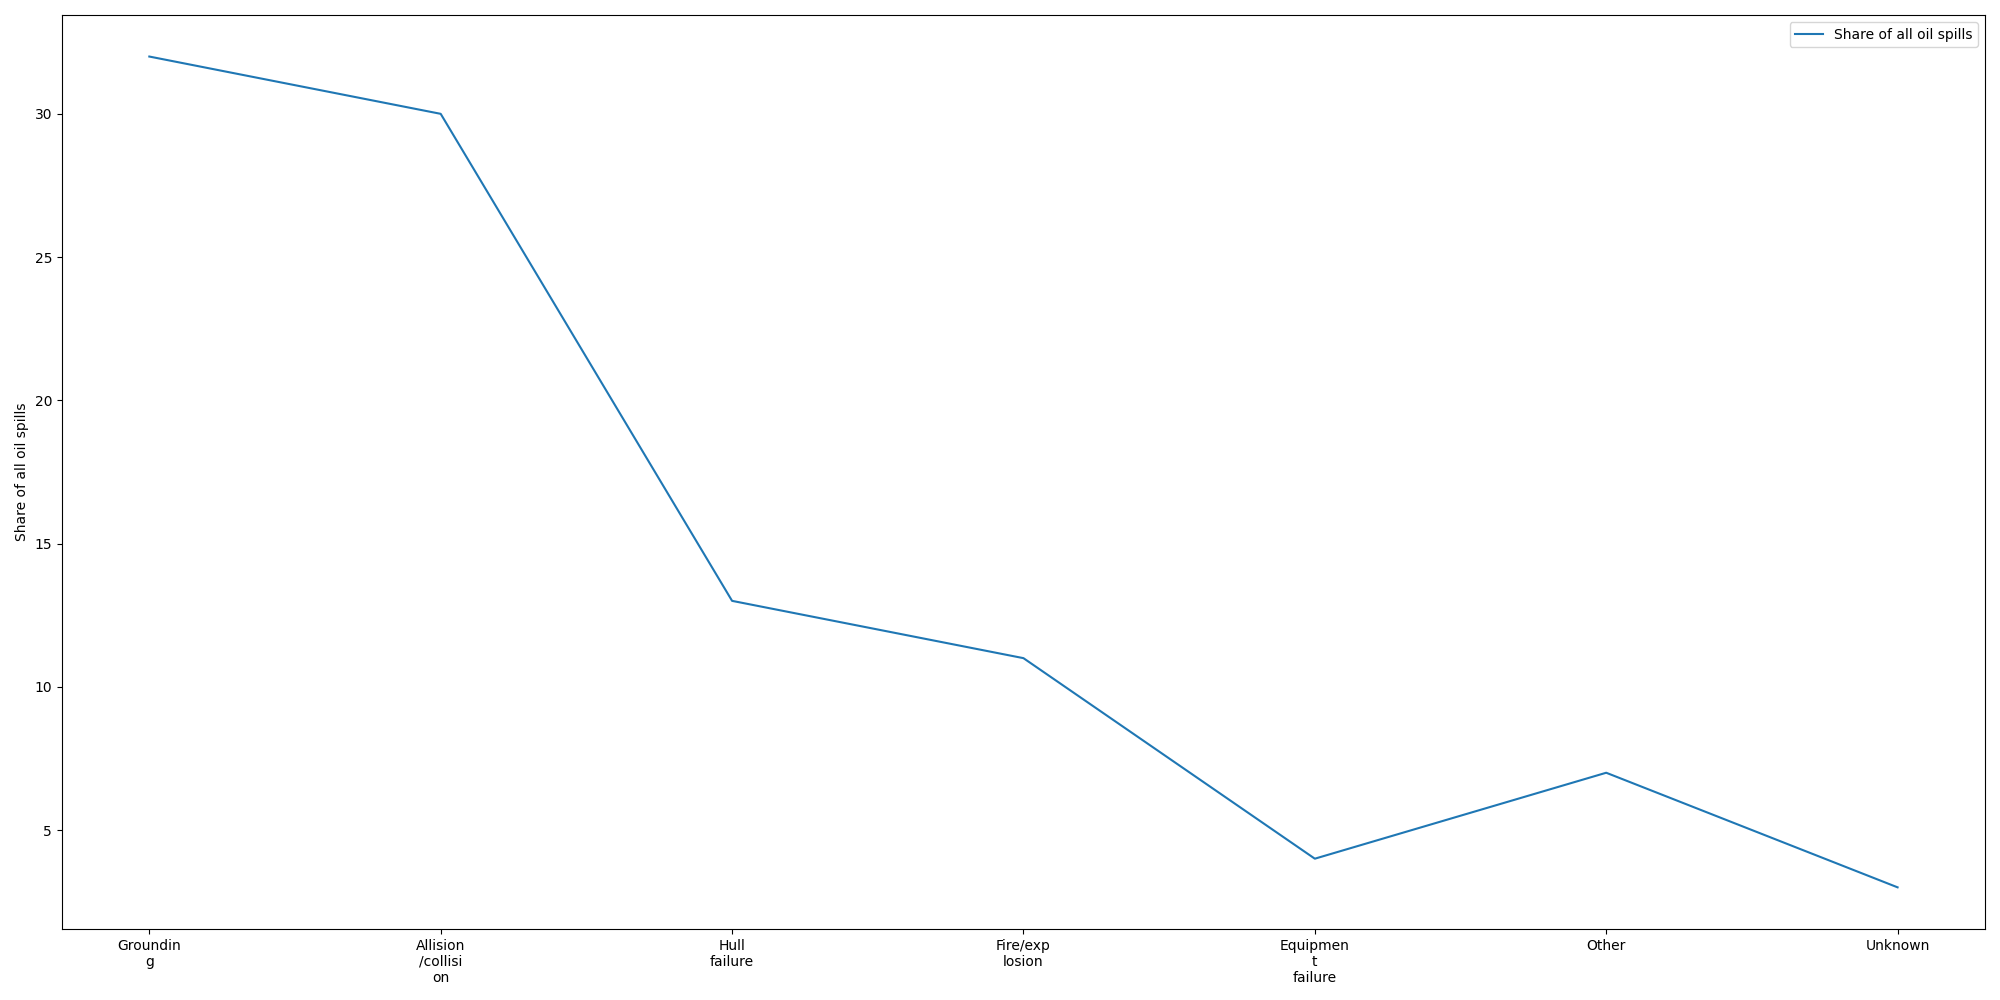 Share of all oil spills
30
25
20
15
10
5
Share of all oil spills
Groundin
g
Allision
/collisi
on
Hull
failure
Fire/exp
losion
Equipmen
t
failure
Other
Unknown